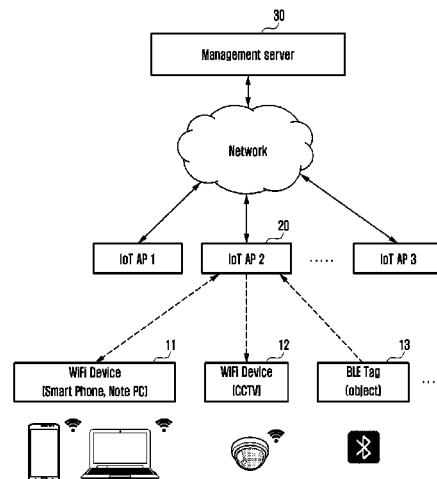 30
Management server
Network
20
IoT AP 1
IoT AP 2
.....
IoT AP 3
11
12
13
WiFi Device
[Smart Phone, Note PC]
WiFi Device
[CCTV]
BLE Tag
(object)
...